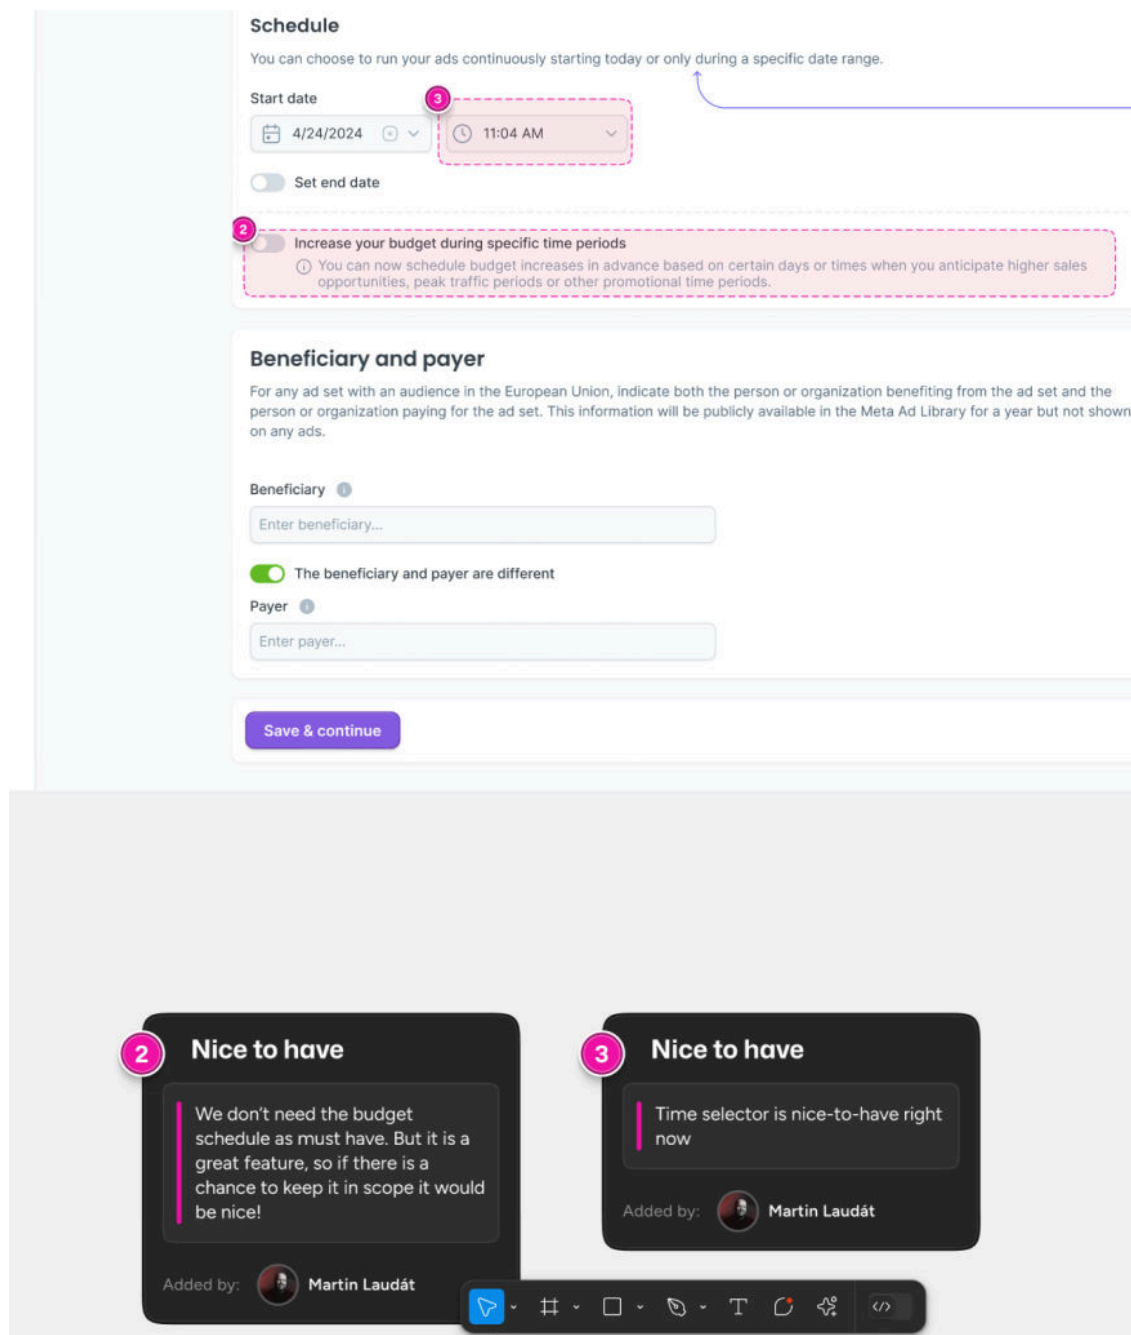 Schedule
You can choose to run your ads continuously starting today or only during a specific date range.
Start date
3
4/24/2024
11:04 AM
Set end date
2
Increase your budget during specific time periods
You can now schedule budget increases in advance based on certain days or times when you anticipate higher sales
opportunities, peak traffic periods or other promotional time periods.
Beneficiary and payer
For any ad set with an audience in the European Union, indicate both the person or organization benefiting from the ad set and the
person or organization paying for the ad set. This information will be publicly available in the Meta Ad Library for a year but not shown
on any ads.
Beneficiary
Enter beneficiary...
The beneficiary and payer are different
Payer
Enter payer...
Save & continue
2
Nice to have
We don't need the budget
schedule as must have. But it is a
great feature, so if there is a
chance to keep it in scope it would
be nice!
Added by:
Martin Laudát
3
Nice to have
Time selector is nice-to-have right
now
Added by:
Martin Laudát